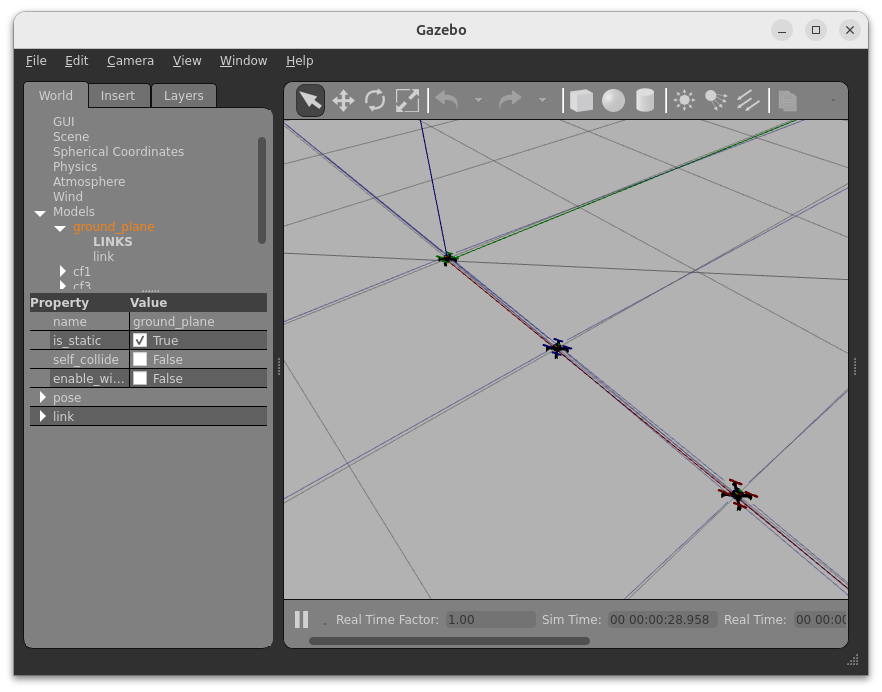 Gazebo
File Edit Camera View Window Help
World Insert Layers
GUI
Scene
Spherical Coordinates
Physics
Atmosphere
Wind
Models
ground_plane
LINKS
link
cf1
cf3
Property Value
name ground_plane
is_static True
self_collide False
enable_wi... False
pose
link
Real Time Factor: 1.00 Sim Time: 00 00:00:28.958 Real Time: 00 00:00